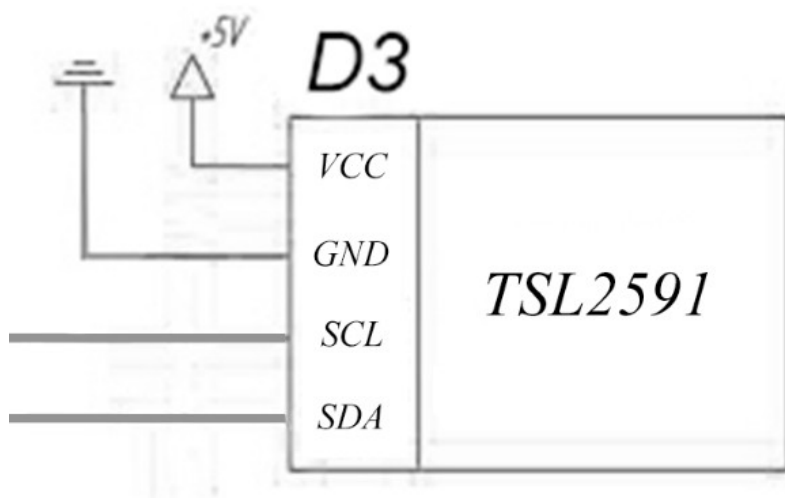 +5V
D3
VCC
GND
TSL2591
SCL
SDA